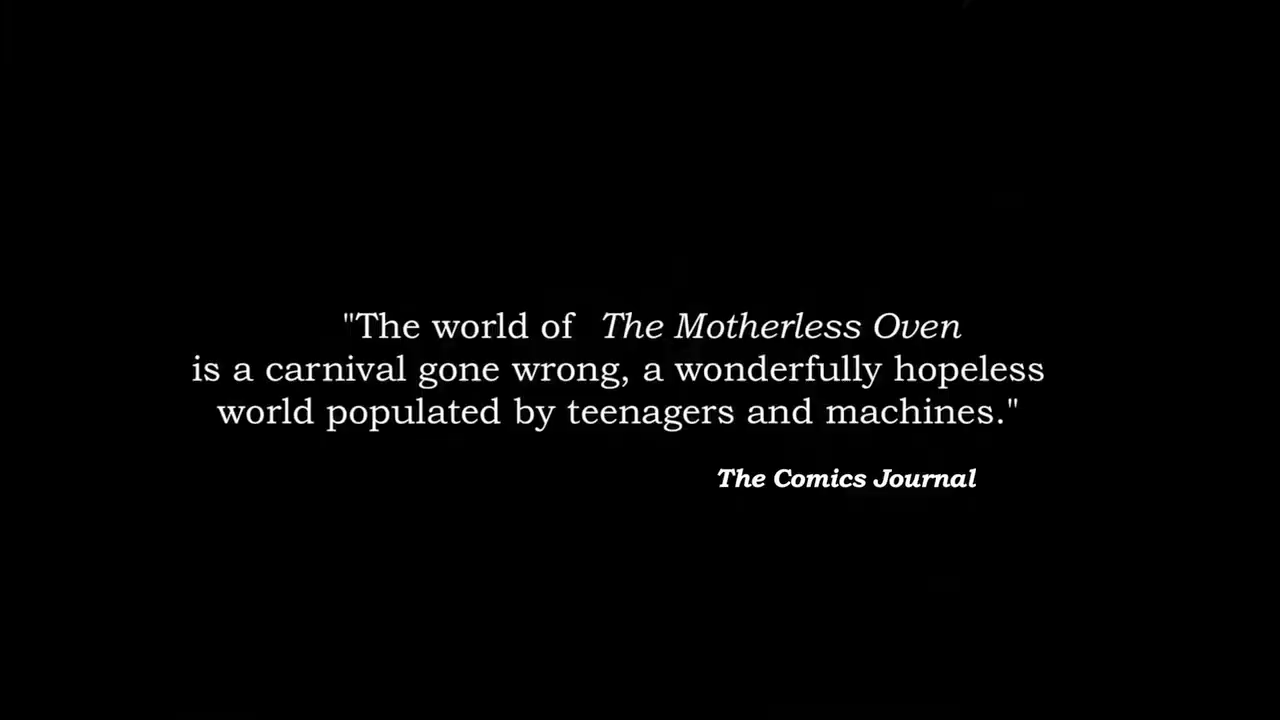 "The world of The Motherless Oven
is a carnival gone wrong, a wonderfully hopeless
world populated by teenagers and machines."
The Comics Journal